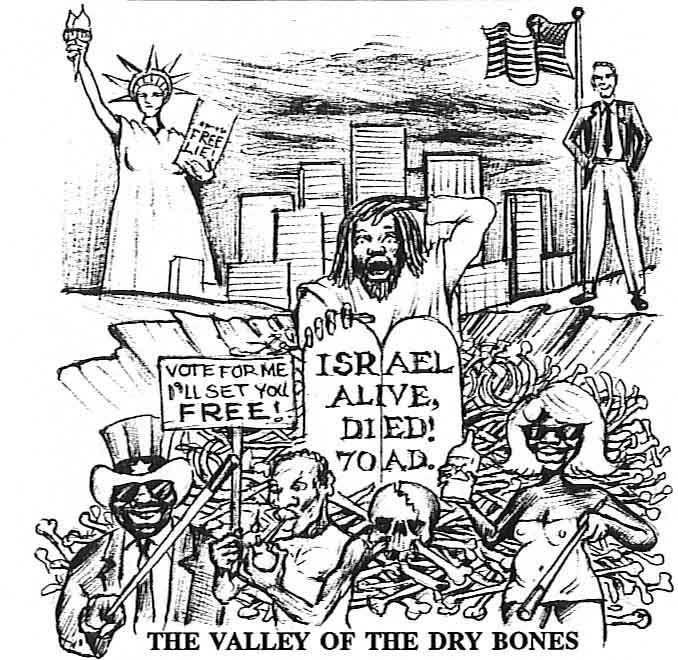 FREE
LIE!
ISRAEL
ALIVE,
DIED!
70 AD.
VOTE FOR ME
I'LL SET YOU
FREE!
THE VALLEY OF THE DRY BONES